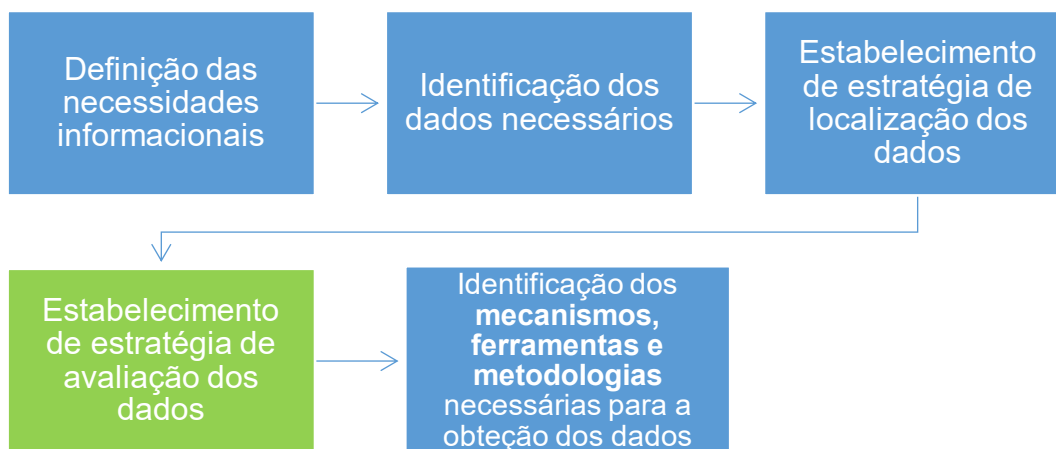 Definição das
necessidades
informacionais
Identificação dos
dados necessários
Estabelecimento
de estratégia de
localização dos
dados
Estabelecimento
de estratégia de
avaliação dos
dados
Identificação dos
mecanismos,
ferramentas e
metodologias
necessárias para a
obteção dos dados